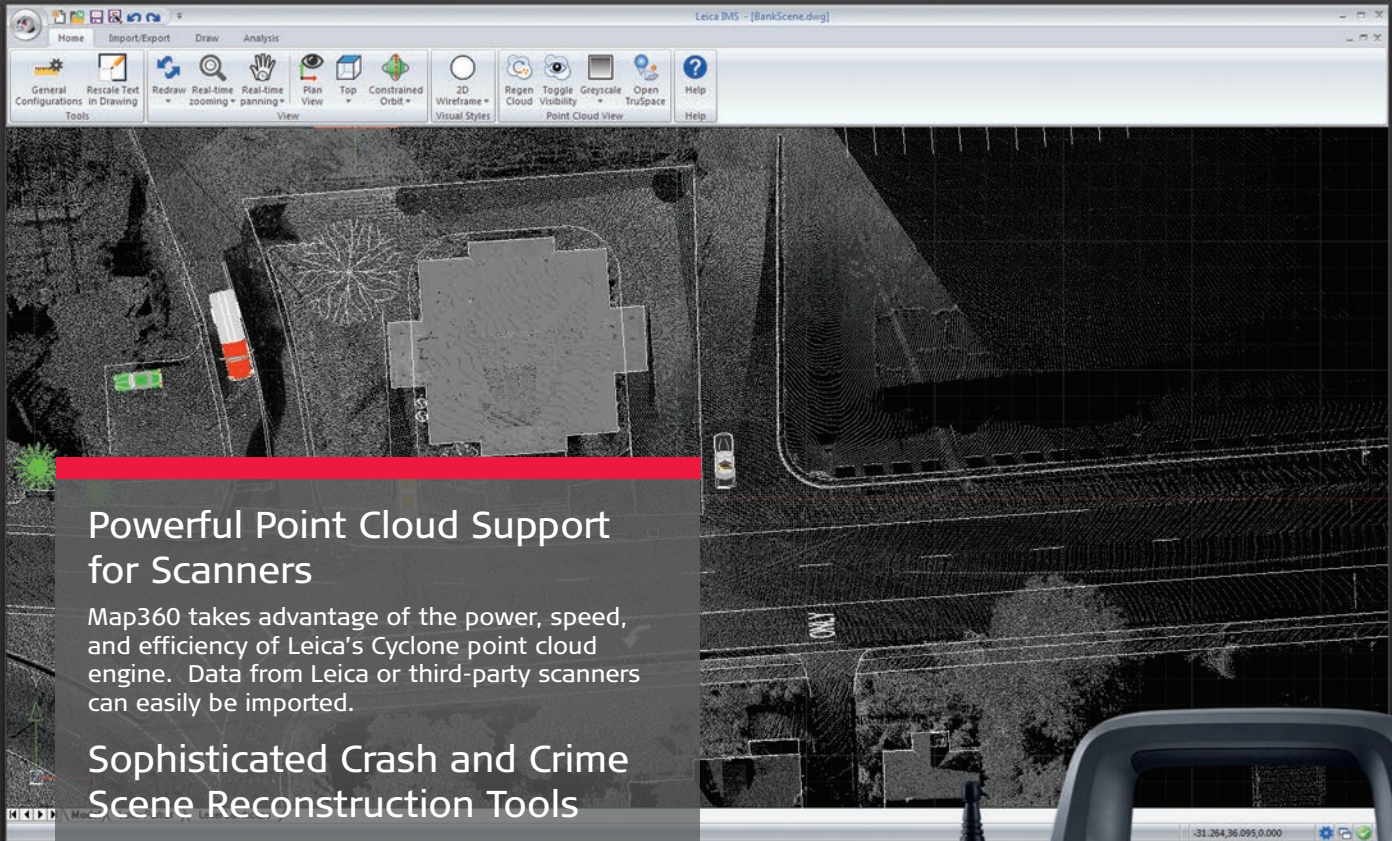 Leica IMS - [BankScene.dwg]
Home Import/Export Draw Analysis
General Configurations
Rescale Text in Drawing
Redraw
Real-time zooming
Real-time panning
Plan View
Top
Constrained Orbit
2D Wireframe
Regen Cloud
Toggle Visibility
Greyscale
Open TruSpace
Help
Tools View Visual Styles Point Cloud View Help
ONLY
Powerful Point Cloud Support
for Scanners
Map360 takes advantage of the power, speed,
and efficiency of Leica's Cyclone point cloud
engine.  Data from Leica or third-party scanners
can easily be imported.
Sophisticated Crash and Crime
Scene Reconstruction Tools
-31.264,36.095,0.000